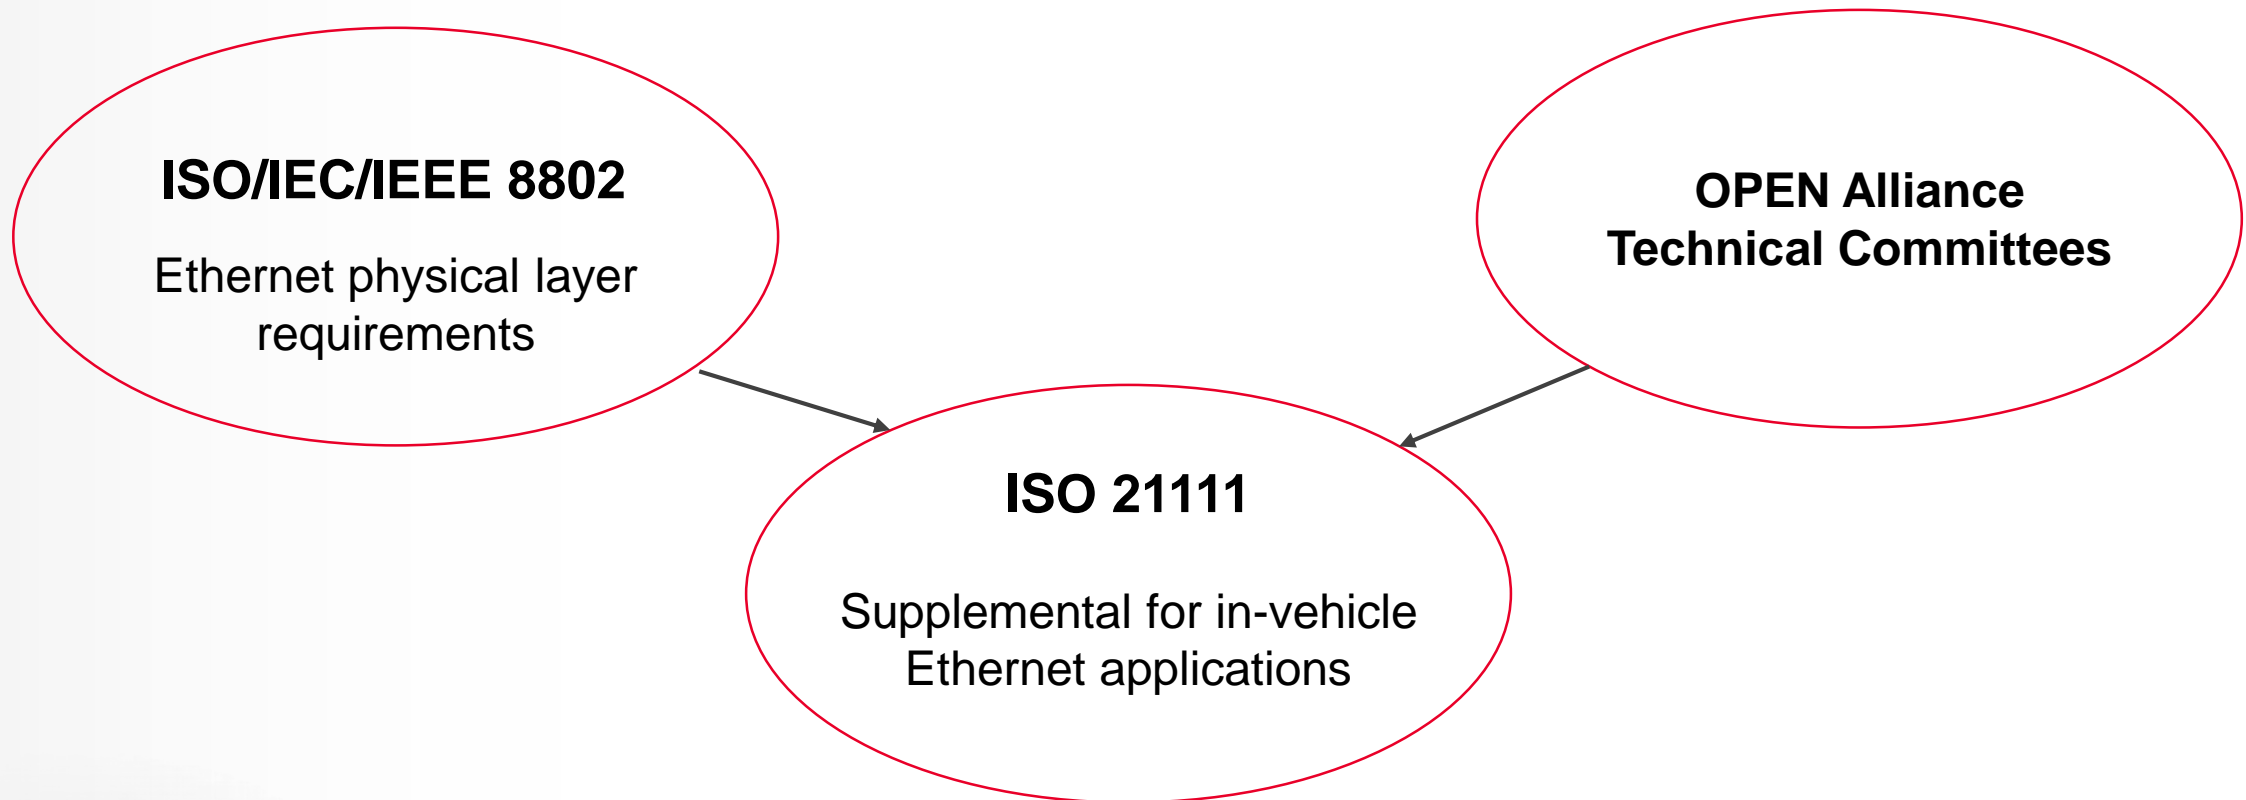 ISO/IEC/IEEE 8802
Ethernet physical layer
requirements
OPEN Alliance
Technical Committees
ISO 21111
Supplemental for in-vehicle
Ethernet applications